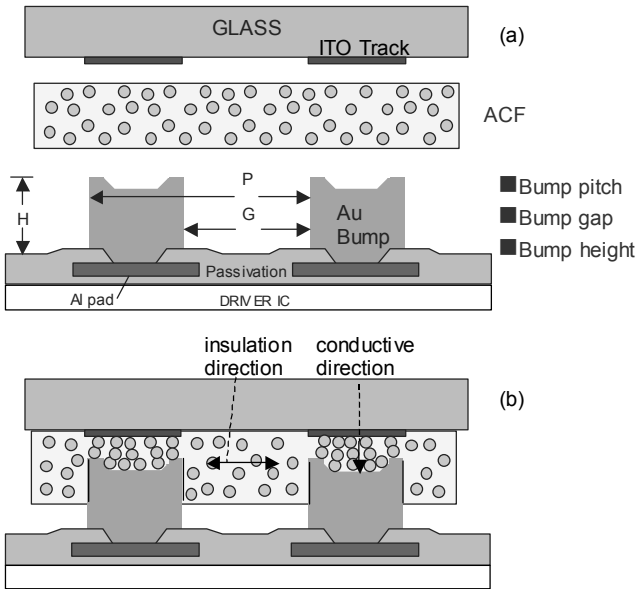 GLASS
ITO Track
(a)
ACF
P
H
G
Au
Bump
Bump pitch
Bump gap
Bump height
Passivation
Al pad
DRIVER IC
insulation
direction
conductive
direction
(b)